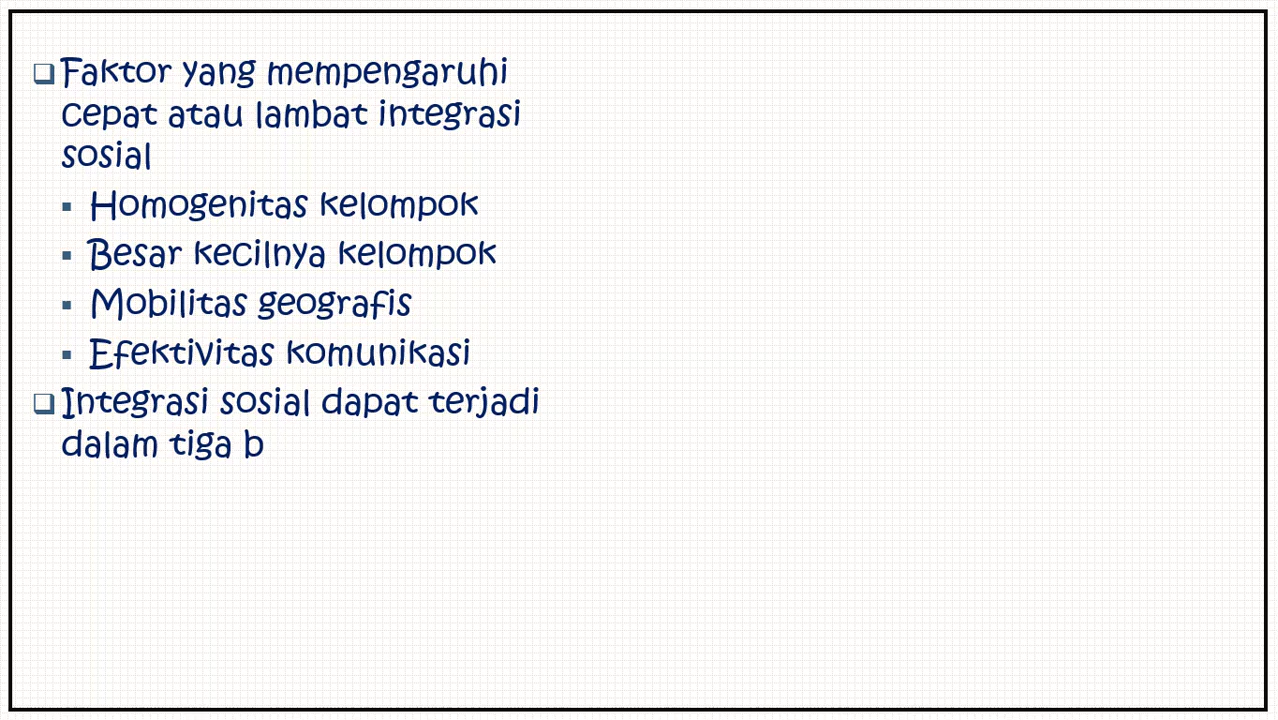 Faktor yang mempengaruhi
cepat atau lambat integrasi
sosial
Homogenitas kelompok
Besar kecilnya kelompok
Mobilitas geografis
Efektivitas komunikasi
Integrasi sosial dapat terjadi
dalam tiga b